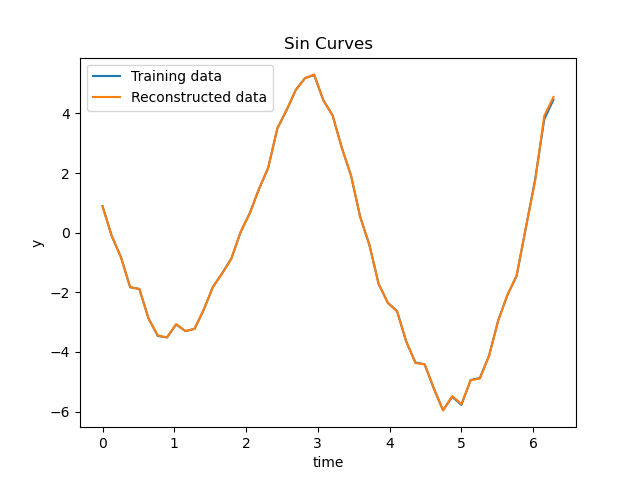 Sin Curves
Training data
Reconstructed data
4
2
0
−2
−4
−6
y
0 1 2 3 4 5 6
time